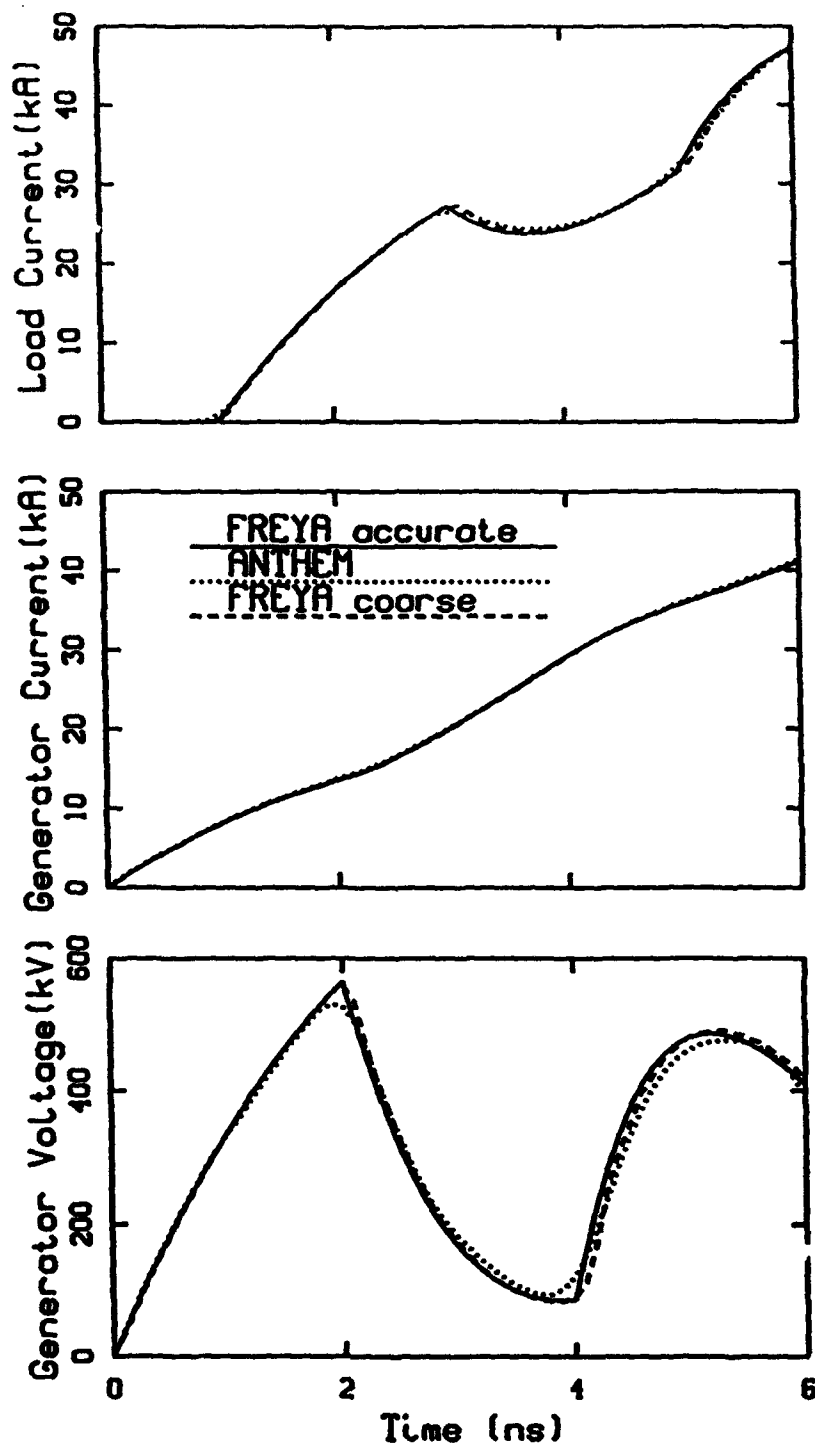 Load Current(kA)
50
40
30
20
10
0
Generator Current(kA)
50
40
30
20
10
0
FREYA accurate
ANTHEM
FREYA coarse
Generator Voltage(kV)
600
400
200
0
0 2 4 6
Time (ns)